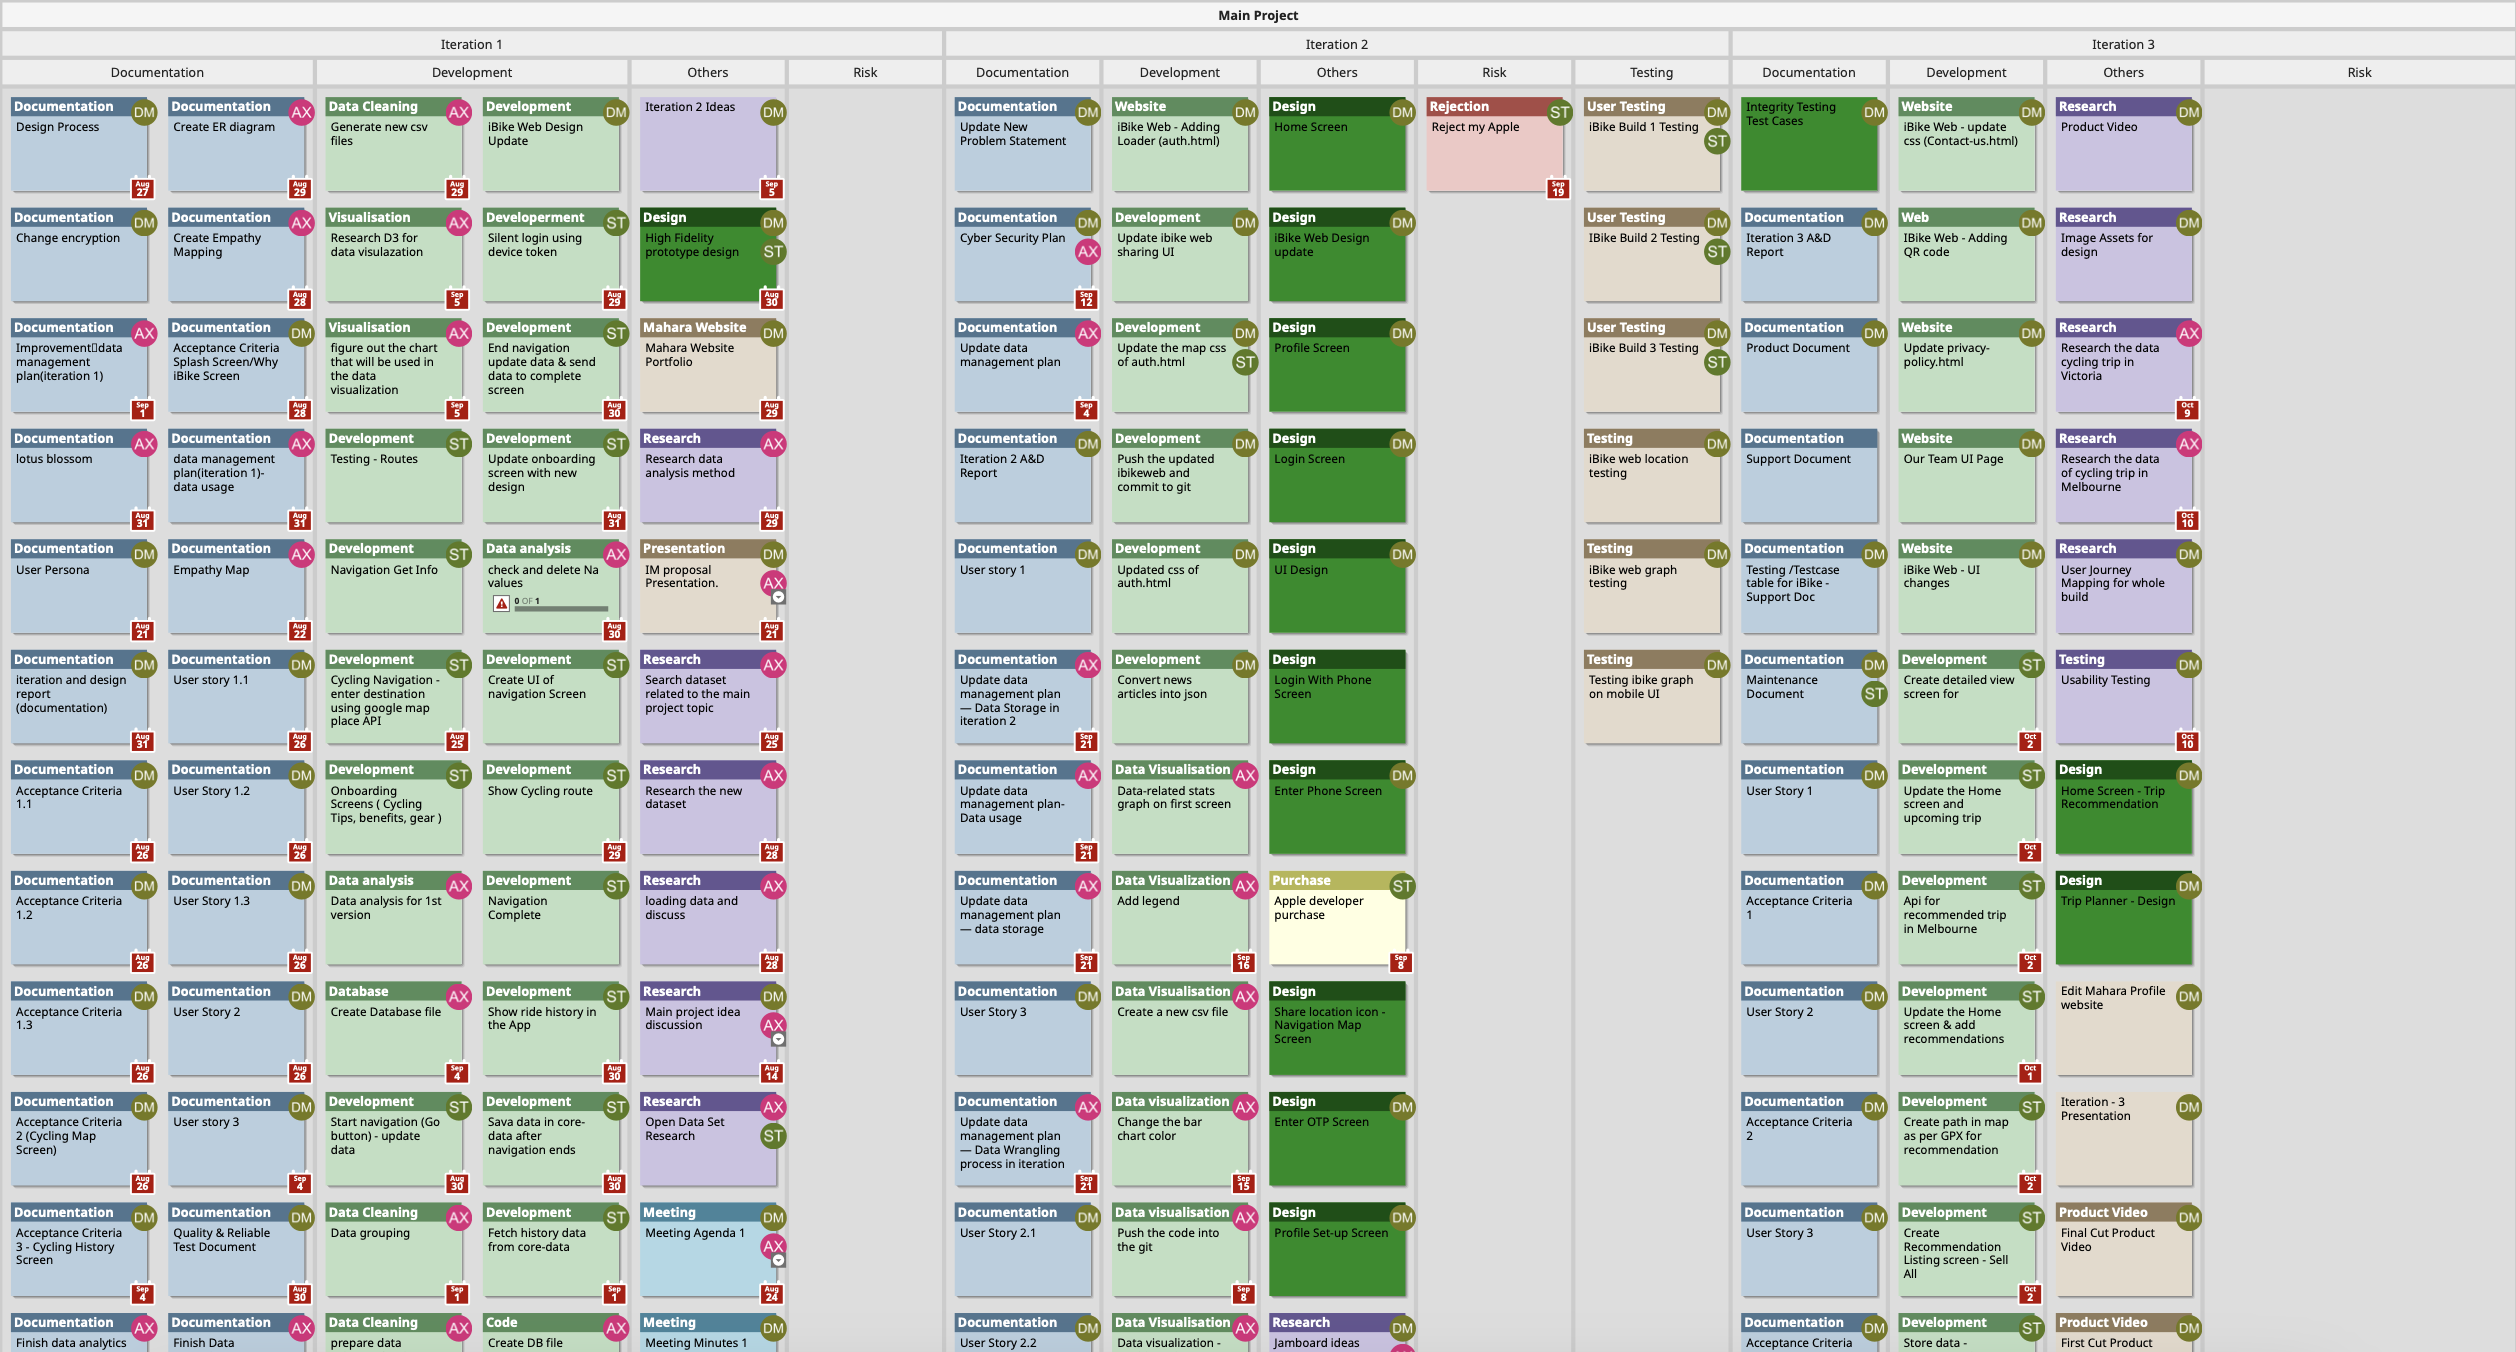 Main Project
Iteration 1
Iteration 2
Iteration 3
Documentation
Development
Others
Risk
Documentation
Development
Others
Risk
Testing
Documentation
Development
Others
Risk
Documentation
DM
Design Process
Aug
27
Documentation
AX
Create ER diagram
Aug
29
Data Cleaning
AX
Generate new csv
files
Aug
29
Development
DM
iBike Web Design
Update
Iteration 2 Ideas
DM
Sep
5
Documentation
DM
Update New
Problem Statement
Website
DM
iBike Web - Adding
Loader (auth.html)
Design
DM
Home Screen
Rejection
ST
Reject my Apple
Sep
19
User Testing
DM
iBike Build 1 Testing
ST
Integrity Testing
Test Cases
DM
Website
DM
iBike Web - update
css (Contact-us.html)
Research
DM
Product Video
Documentation
DM
Change encryption
Documentation
AX
Create Empathy
Mapping
Aug
28
Visualisation
AX
Research D3 for
data visulazation
Sep
5
Developerment
ST
Silent login using
device token
Aug
29
Design
DM
High Fidelity
prototype design
ST
Aug
30
Documentation
DM
Cyber Security Plan
AX
Sep
12
Development
DM
Update ibike web
sharing UI
Design
DM
iBike Web Design
update
User Testing
DM
IBike Build 2 Testing
ST
Documentation
DM
Iteration 3 A&D
Report
Web
DM
IBike Web - Adding
QR code
Research
DM
Image Assets for
design
Documentation
AX
Improvement▯data
management
plan(iteration 1)
Sep
1
Documentation
DM
Acceptance Criteria
Splash Screen/Why
iBike Screen
Aug
28
Visualisation
AX
figure out the chart
that will be used in
the data
visualization
Sep
5
Development
ST
End navigation
update data & send
data to complete
screen
Aug
30
Mahara Website
DM
Mahara Website
Portfolio
Aug
29
Documentation
AX
Update data
management plan
Sep
4
Development
DM
Update the map css
of auth.html
ST
Design
DM
Profile Screen
User Testing
DM
iBike Build 3 Testing
ST
Documentation
DM
Product Document
Website
DM
Update privacy-
policy.html
Research
AX
Research the data
cycling trip in
Victoria
Oct
9
Documentation
AX
lotus blossom
Aug
31
Documentation
AX
data management
plan(iteration 1)-
data usage
Aug
31
Development
ST
Testing - Routes
Development
ST
Update onboarding
screen with new
design
Aug
31
Research
AX
Research data
analysis method
Aug
29
Documentation
DM
Iteration 2 A&D
Report
Development
DM
Push the updated
ibikeweb and
commit to git
Design
DM
Login Screen
Testing
DM
iBike web location
testing
Documentation
Support Document
Website
DM
Our Team UI Page
Research
AX
Research the data
of cycling trip in
Melbourne
Oct
10
Documentation
DM
User Persona
Aug
21
Documentation
AX
Empathy Map
Aug
22
Development
ST
Navigation Get Info
Data analysis
AX
check and delete Na
values
0 OF 1
Aug
30
Presentation
DM
IM proposal
Presentation.
AX
Aug
21
Documentation
DM
User story 1
Development
DM
Updated css of
auth.html
Design
DM
UI Design
Testing
DM
iBike web graph
testing
Documentation
DM
Testing /Testcase
table for iBike -
Support Doc
Website
DM
iBike Web - UI
changes
Research
DM
User Journey
Mapping for whole
build
Documentation
DM
iteration and design
report
(documentation)
Aug
31
Documentation
DM
User story 1.1
Aug
26
Development
ST
Cycling Navigation -
enter destination
using google map
place API
Aug
25
Development
ST
Create UI of
navigation Screen
Research
AX
Search dataset
related to the main
project topic
Aug
25
Documentation
AX
Update data
management plan
— Data Storage in
iteration 2
Sep
21
Development
DM
Convert news
articles into json
Design
Login With Phone
Screen
Testing
DM
Testing ibike graph
on mobile UI
Documentation
DM
Maintenance
Document
ST
Development
ST
Create detailed view
screen for
Oct
2
Testing
DM
Usability Testing
Oct
10
Documentation
DM
Acceptance Criteria
1.1
Aug
26
Documentation
DM
User Story 1.2
Aug
26
Development
ST
Onboarding
Screens ( Cycling
Tips, benefits, gear )
Development
ST
Show Cycling route
Aug
29
Research
AX
Research the new
dataset
Aug
28
Documentation
AX
Update data
management plan-
Data usage
Sep
21
Data Visualisation
AX
Data-related stats
graph on first screen
Design
DM
Enter Phone Screen
Documentation
DM
User Story 1
Development
ST
Update the Home
screen and
upcoming trip
Oct
2
Design
DM
Home Screen - Trip
Recommendation
Documentation
DM
Acceptance Criteria
1.2
Aug
26
Documentation
DM
User Story 1.3
Aug
26
Data analysis
AX
Data analysis for 1st
version
Development
ST
Navigation
Complete
Research
AX
loading data and
discuss
Aug
28
Documentation
AX
Update data
management plan
— data storage
Sep
21
Data Visualization
AX
Add legend
Sep
16
Purchase
ST
Apple developer
purchase
Sep
8
Documentation
DM
Acceptance Criteria
1
Development
ST
Api for
recommended trip
in Melbourne
Oct
2
Design
DM
Trip Planner - Design
Documentation
DM
Acceptance Criteria
1.3
Aug
26
Documentation
DM
User Story 2
Aug
26
Database
AX
Create Database file
Sep
4
Development
ST
Show ride history in
the App
Aug
30
Research
DM
Main project idea
discussion
AX
Aug
14
Documentation
DM
User Story 3
Data Visualisation
AX
Create a new csv file
Design
Share location icon -
Navigation Map
Screen
Documentation
DM
User Story 2
Development
ST
Update the Home
screen & add
recommendations
Oct
1
Edit Mahara Profile
website
DM
Documentation
DM
Acceptance Criteria
2 (Cycling Map
Screen)
Aug
26
Documentation
DM
User story 3
Sep
4
Development
ST
Start navigation (Go
button) - update
data
Aug
30
Development
ST
Sava data in core-
data after
navigation ends
Aug
30
Research
AX
Open Data Set
Research
ST
Documentation
AX
Update data
management plan
— Data Wrangling
process in iteration
Sep
21
Data visualization
AX
Change the bar
chart color
Sep
15
Design
DM
Enter OTP Screen
Documentation
DM
Acceptance Criteria
2
Development
ST
Create path in map
as per GPX for
recommendation
Oct
2
Iteration - 3
Presentation
DM
Documentation
DM
Acceptance Criteria
3 - Cycling History
Screen
Sep
4
Documentation
DM
Quality & Reliable
Test Document
Aug
30
Data Cleaning
AX
Data grouping
Sep
1
Development
ST
Fetch history data
from core-data
Sep
1
Meeting
DM
Meeting Agenda 1
AX
Aug
24
Documentation
DM
User Story 2.1
Data visualisation
AX
Push the code into
the git
Sep
8
Design
DM
Profile Set-up Screen
Documentation
DM
User Story 3
Development
ST
Create
Recommendation
Listing screen - Sell
All
Oct
2
Product Video
DM
Final Cut Product
Video
Documentation
AX
Finish data analytics
Documentation
AX
Finish Data
Data Cleaning
AX
prepare data
Code
AX
Create DB file
Meeting
DM
Meeting Minutes 1
Documentation
DM
User Story 2.2
Data Visualisation
AX
Data visualization -
Research
DM
Jamboard ideas
Documentation
DM
Acceptance Criteria
Development
ST
Store data -
Product Video
DM
First Cut Product